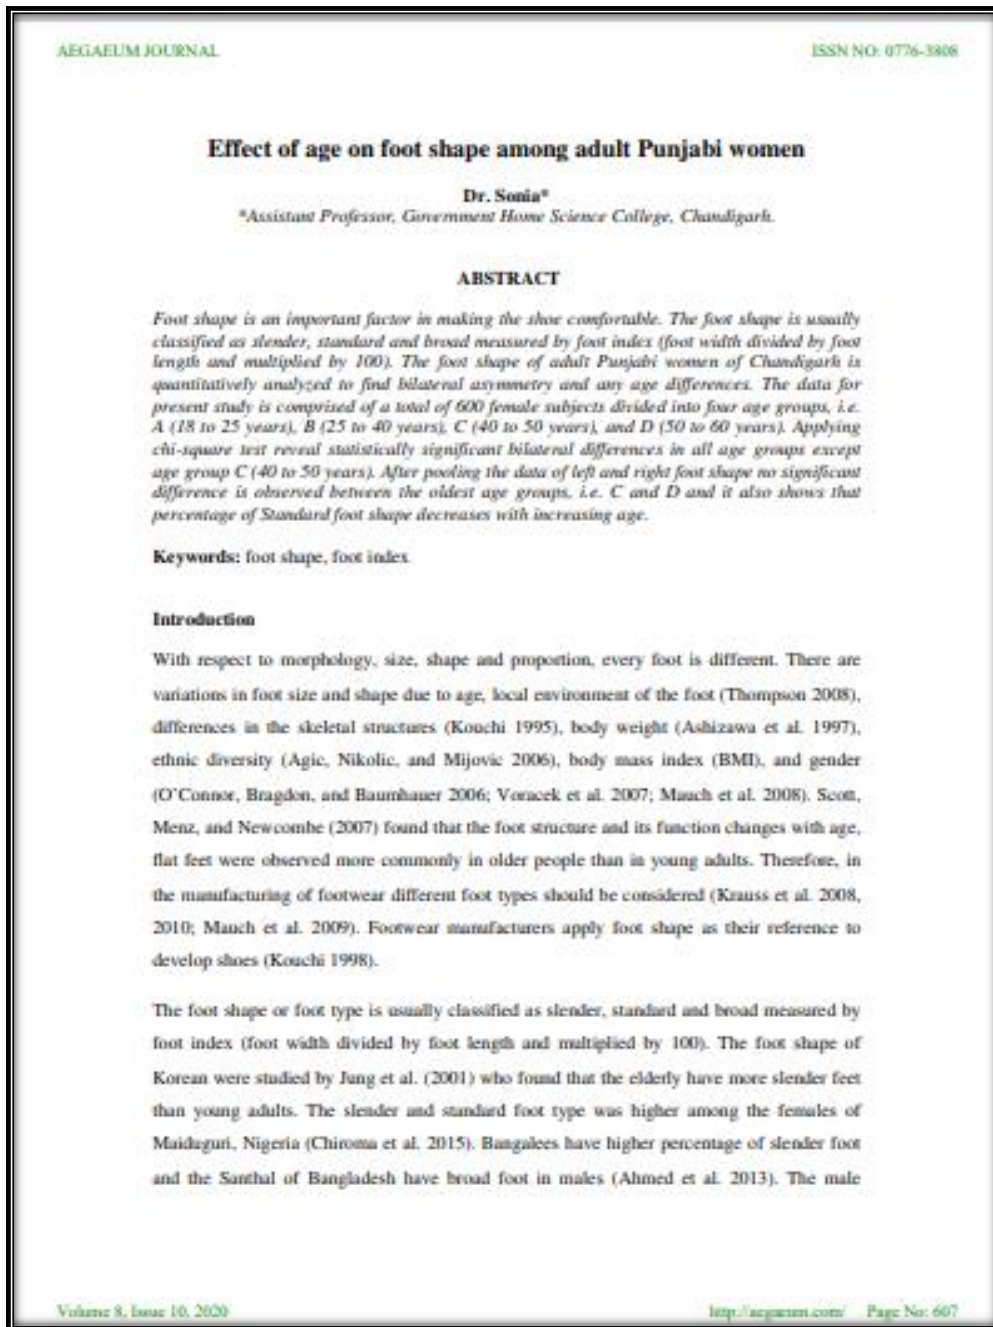 AEGAEUM JOURNAL
ISSN NO: 0776-3808
Effect of age on foot shape among adult Punjabi women
Dr. Sonia*
*Assistant Professor, Government Home Science College, Chandigarh.
ABSTRACT
Foot shape is an important factor in making the shoe comfortable. The foot shape is usually
classified as slender, standard and broad measured by foot index (foot width divided by foot
length and multiplied by 100). The foot shape of adult Punjabi women of Chandigarh is
quantitatively analyzed to find bilateral asymmetry and any age differences. The data for
present study is comprised of a total of 600 female subjects divided into four age groups, i.e.
A (18 to 25 years), B (25 to 40 years), C (40 to 50 years), and D (50 to 60 years). Applying
chi-square test reveal statistically significant bilateral differences in all age groups except
age group C (40 to 50 years). After pooling the data of left and right foot shape no significant
difference is observed between the oldest age groups, i.e. C and D and it also shows that
percentage of Standard foot shape decreases with increasing age.
Keywords: foot shape, foot index
Introduction
With respect to morphology, size, shape and proportion, every foot is different. There are
variations in foot size and shape due to age, local environment of the foot (Thompson 2008),
differences in the skeletal structures (Kouchi 1995), body weight (Ashizawa et al. 1997),
ethnic diversity (Agic, Nikolic, and Mijovic 2006), body mass index (BMI), and gender
(O'Connor, Bragdon, and Baumhauer 2006; Voracek et al. 2007; Mauch et al. 2008). Scott,
Menz, and Newcombe (2007) found that the foot structure and its function changes with age,
flat feet were observed more commonly in older people than in young adults. Therefore, in
the manufacturing of footwear different foot types should be considered (Krauss et al. 2008,
2010; Mauch et al. 2009). Footwear manufacturers apply foot shape as their reference to
develop shoes (Kouchi 1998).
The foot shape or foot type is usually classified as slender, standard and broad measured by
foot index (foot width divided by foot length and multiplied by 100). The foot shape of
Korean were studied by Jung et al. (2001) who found that the elderly have more slender feet
than young adults. The slender and standard foot type was higher among the females of
Maiduguri, Nigeria (Chiroma et al. 2015). Bangalees have higher percentage of slender foot
and the Santhal of Bangladesh have broad foot in males (Ahmed et al. 2013). The male
Volume 8, Issue 10, 2020
http://aegaeum.com/ Page No: 607